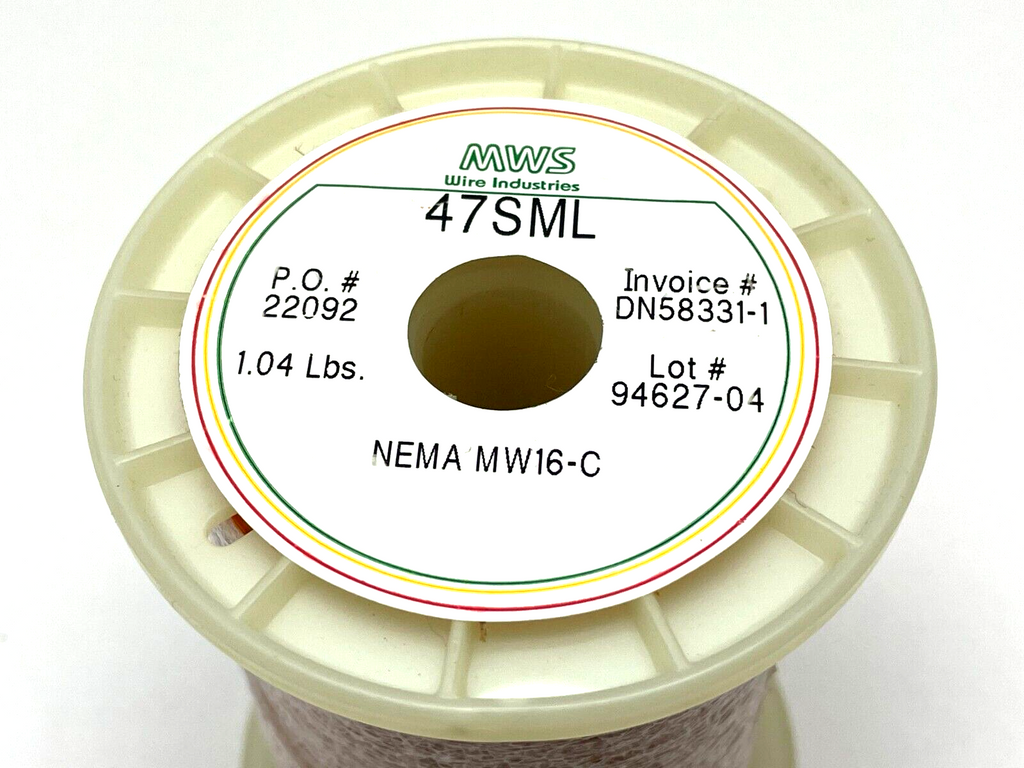 MWS
Wire Industries
47SML
P.O. #
22092
1.04 Lbs.
Invoice #
DN58331-1
Lot #
94627-04
NEMA MW16-C